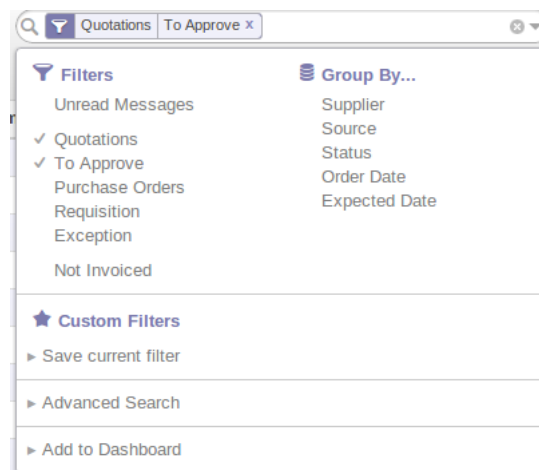 Quotations To Approve x
Filters
Unread Messages
Quotations
To Approve
Purchase Orders
Requisition
Exception
Not Invoiced
Group By...
Supplier
Source
Status
Order Date
Expected Date
Custom Filters
Save current filter
Advanced Search
Add to Dashboard